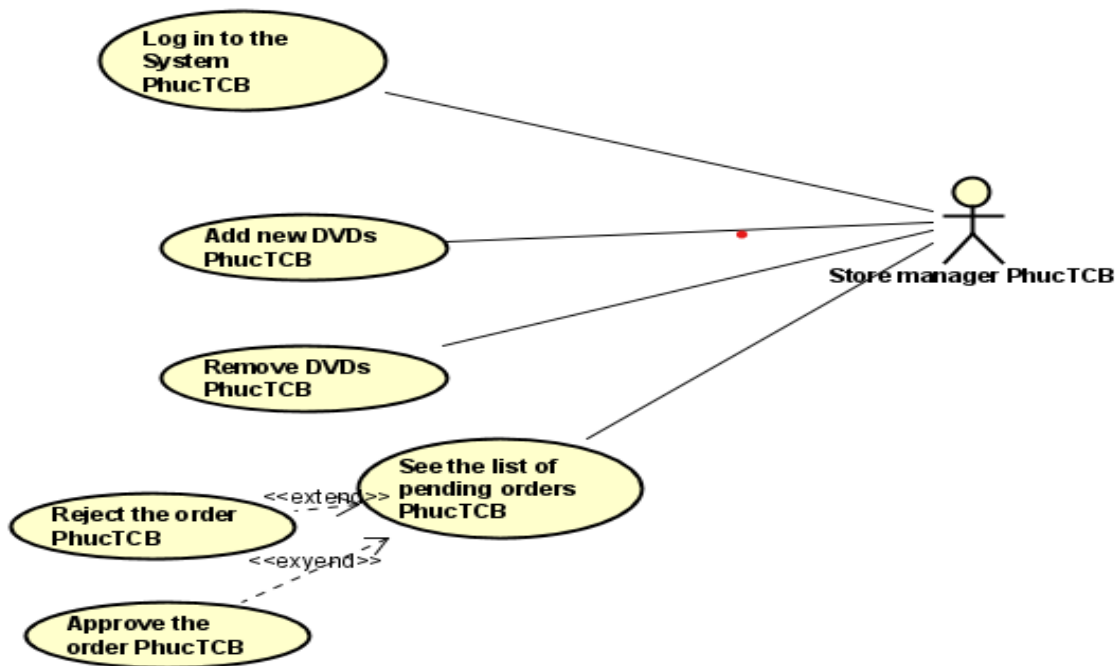 Log in to the
System
PhucTCB
Add new DVDs
PhucTCB
Store manager PhucTCB
Remove DVDs
PhucTCB
See the list of
pending orders
PhucTCB
<<extend>>
Reject the order
PhucTCB
<<exyend>>
Approve the
order PhucTCB